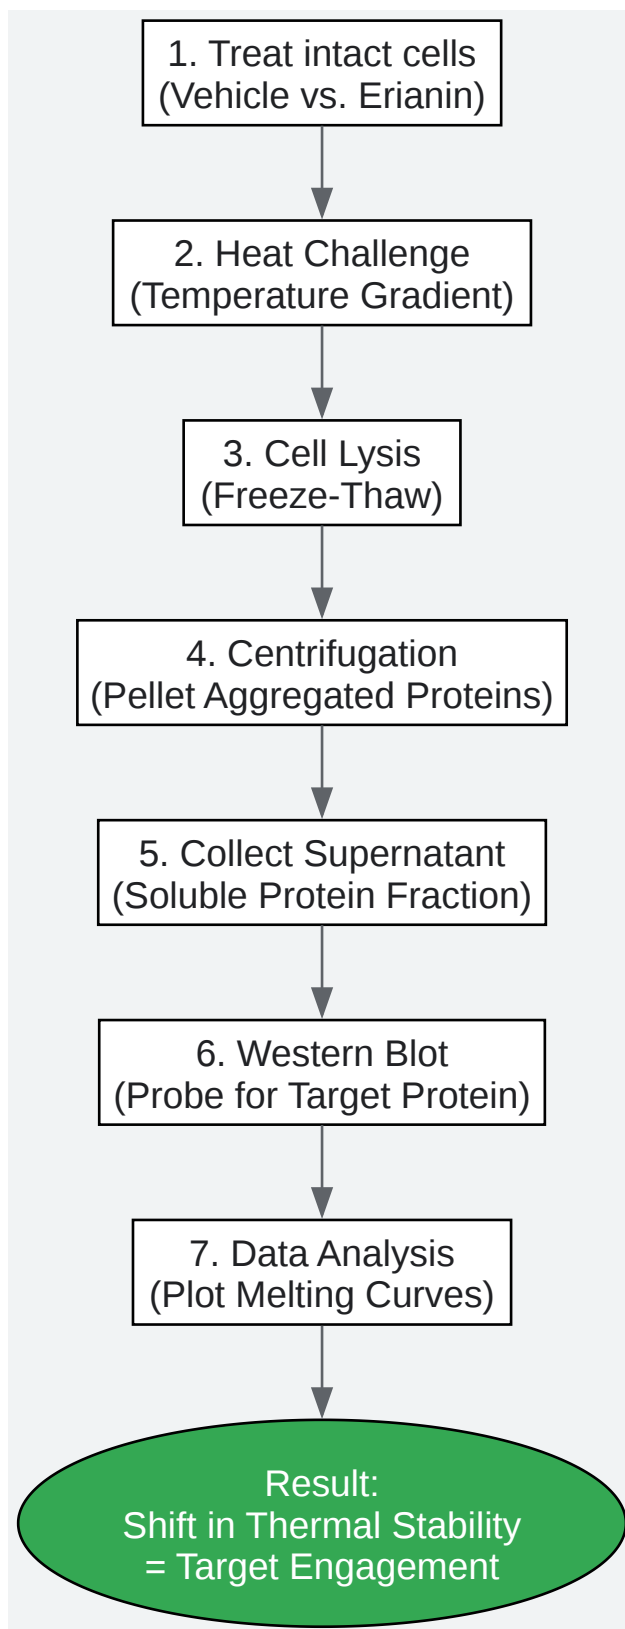 1. Treat intact cells
(Vehicle vs. Erianin)
2. Heat Challenge
(Temperature Gradient)
3. Cell Lysis
(Freeze-Thaw)
4. Centrifugation
(Pellet Aggregated Proteins)
5. Collect Supernatant
(Soluble Protein Fraction)
6. Western Blot
(Probe for Target Protein)
7. Data Analysis
(Plot Melting Curves)
Result:
Shift in Thermal Stability
= Target Engagement